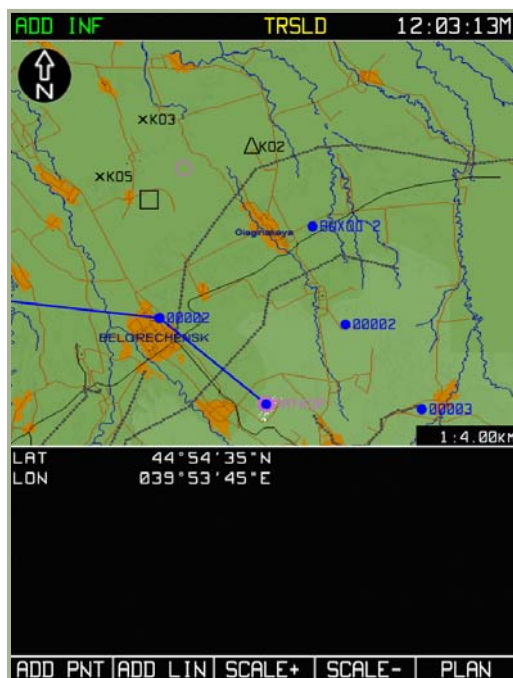 ADD INF TRSLD 12:03:13M
N
×K03
K02
×K05
Giaginskaya
00002
00002
BELORECHENSK
00003
1:4.00KM
LAT 44°54'35"N
LON 039°53'45"E
ADD PNT ADD LIN SCALE+ SCALE- PLAN